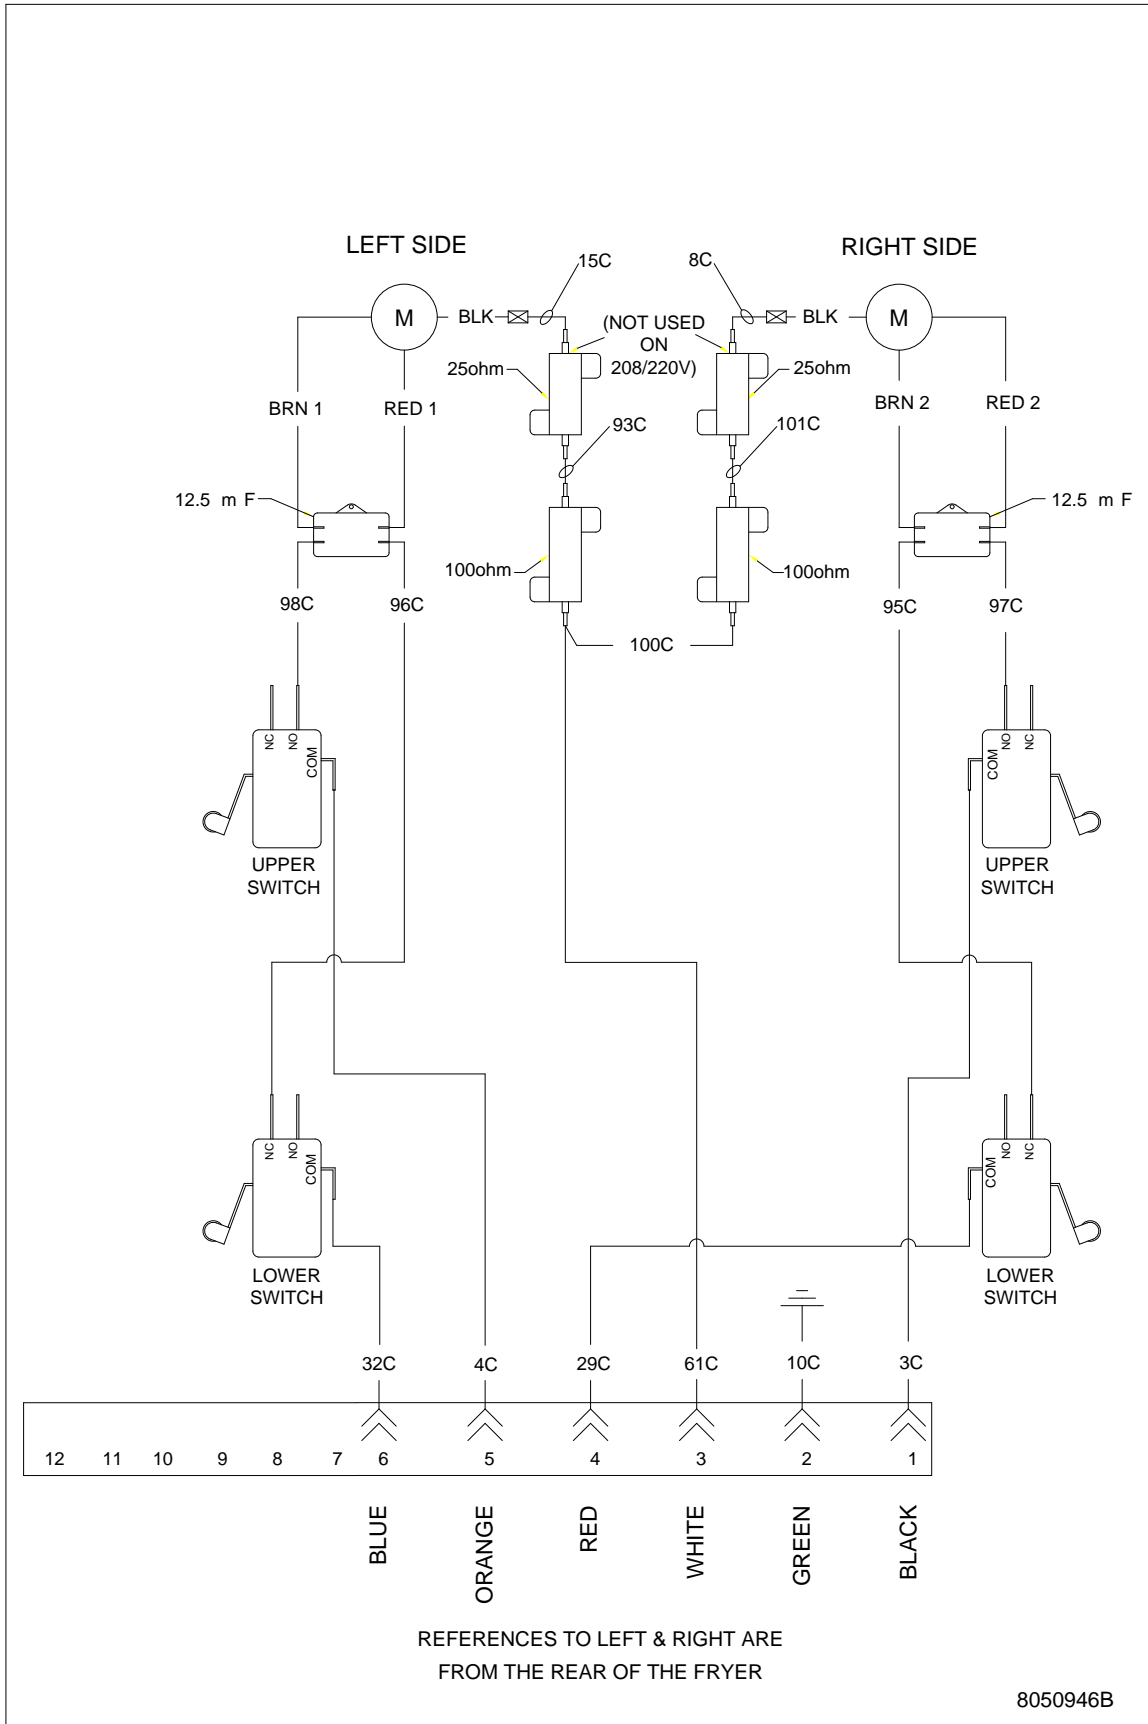 LEFT SIDE
RIGHT SIDE
15C
8C
M
BLK
(NOT USED
ON
208/220V)
BLK
M
25ohm
25ohm
BRN 1
RED 1
BRN 2
RED 2
93C
101C
12.5 m F
12.5 m F
100ohm
100ohm
98C
96C
95C
97C
100C
NC
NO
COM
UPPER
SWITCH
COM
NO
NC
UPPER
SWITCH
NC
NO
COM
LOWER
SWITCH
COM
NO
NC
LOWER
SWITCH
32C
4C
29C
61C
10C
3C
12 11 10 9 8 7 6 5 4 3 2 1
BLUE
ORANGE
RED
WHITE
GREEN
BLACK
REFERENCES TO LEFT & RIGHT ARE
FROM THE REAR OF THE FRYER
8050946B